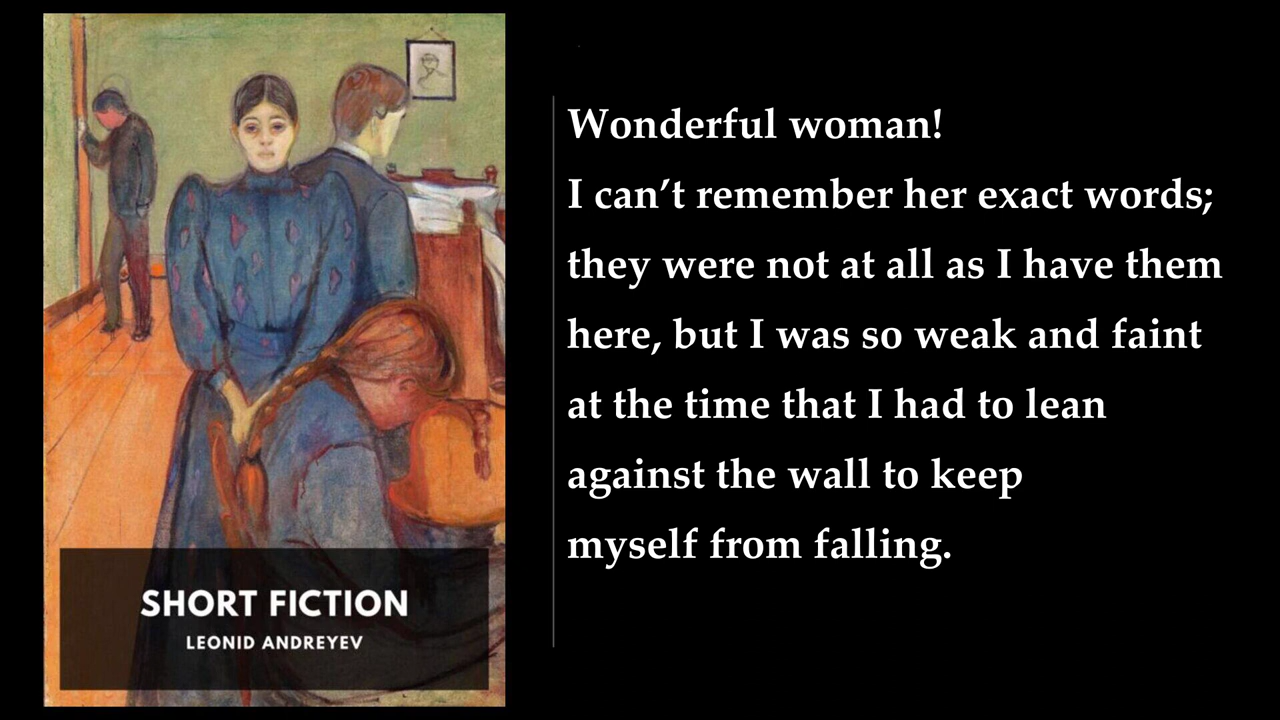 SHORT FICTION
LEONID ANDREYEV
Wonderful woman!
I can’t remember her exact words;
they were not at all as I have them
here, but I was so weak and faint
at the time that I had to lean
against the wall to keep
myself from falling.